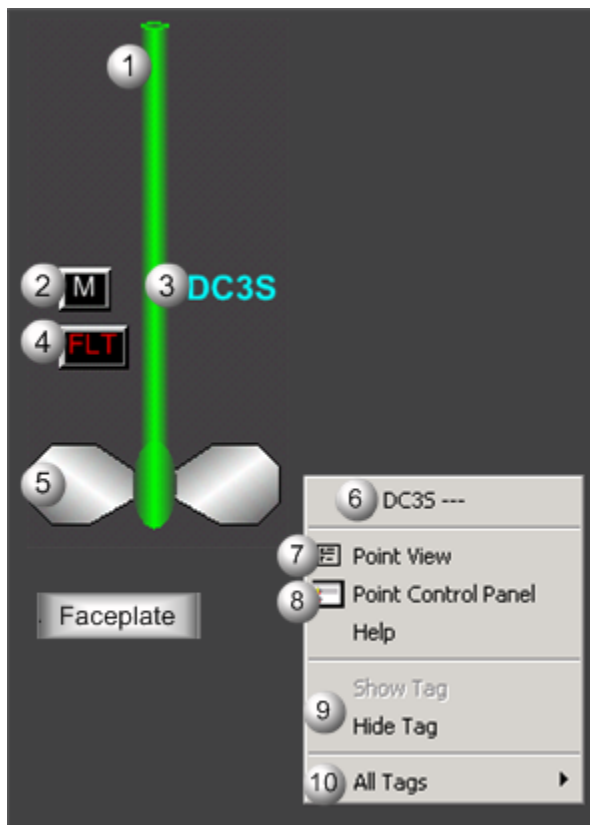 1
2 M
3 DC3S
4 FLT
5
6 DC3S ---
7 Point View
8 Point Control Panel
Help
Faceplate
Show Tag
9
Hide Tag
10 All Tags